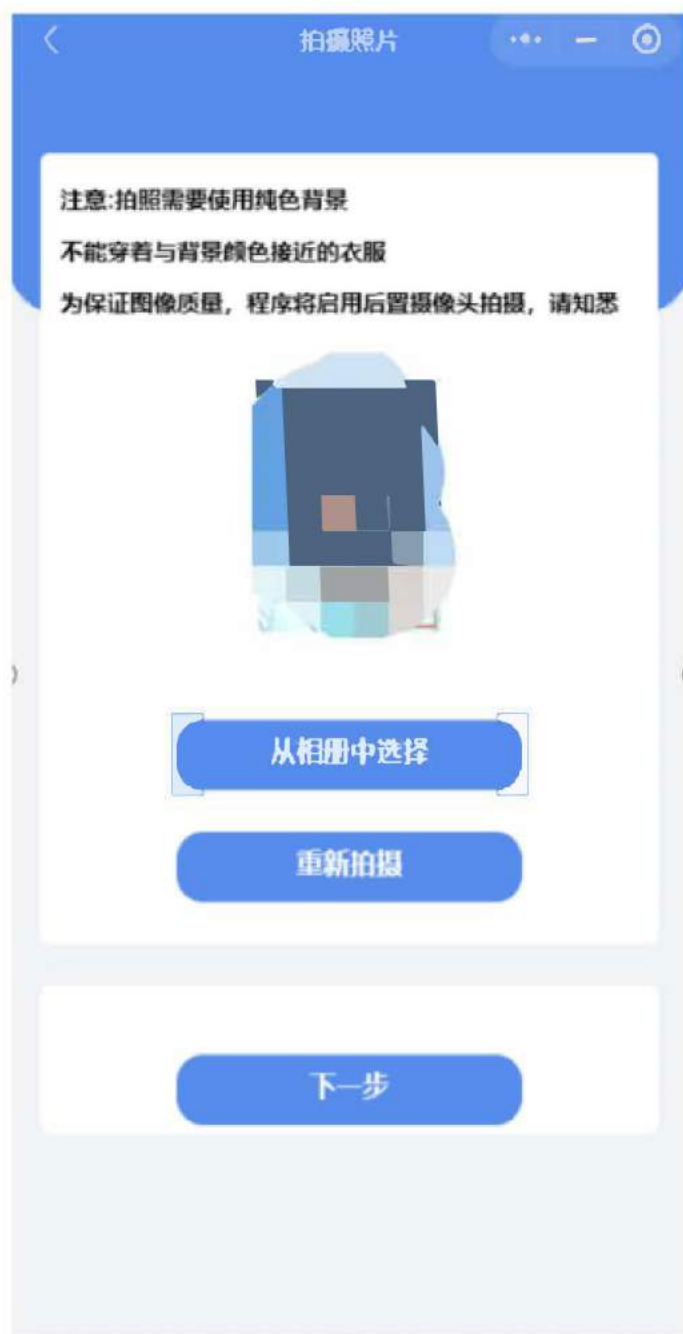 拍摄照片
注意:拍照需要使用纯色背景
不能穿着与背景颜色接近的衣服
为保证图像质量，程序将启用后置摄像头拍摄，请知悉
从相册中选择
重新拍摄
下一步